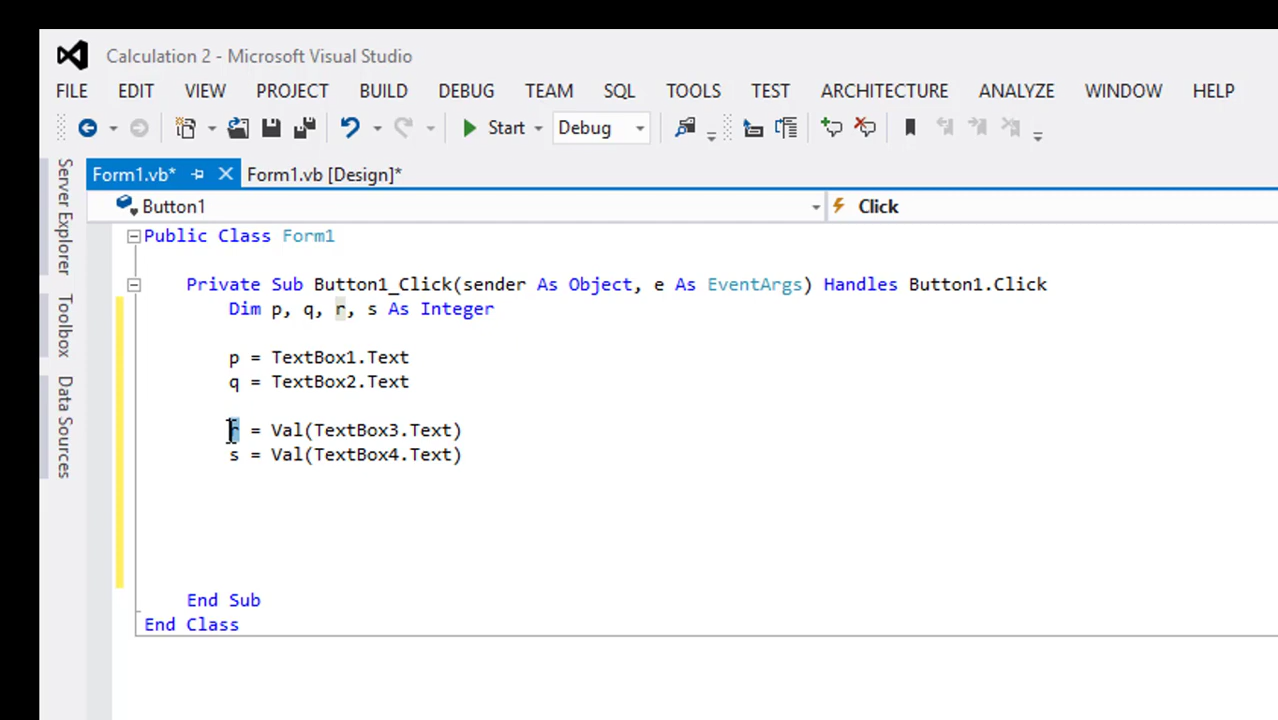 Calculation 2 - Microsoft Visual Studio
FILE EDIT VIEW PROJECT BUILD DEBUG TEAM SQL TOOLS TEST ARCHITECTURE ANALYZE WINDOW HELP
Start Debug
Form1.vb* Form1.vb [Design]*
Server Explorer
Toolbox
Data Sources
Button1 Click
Public Class Form1
Private Sub Button1_Click(sender As Object, e As EventArgs) Handles Button1.Click
Dim p, q, r, s As Integer
p = TextBox1.Text
q = TextBox2.Text
r = Val(TextBox3.Text)
s = Val(TextBox4.Text)
End Sub
End Class